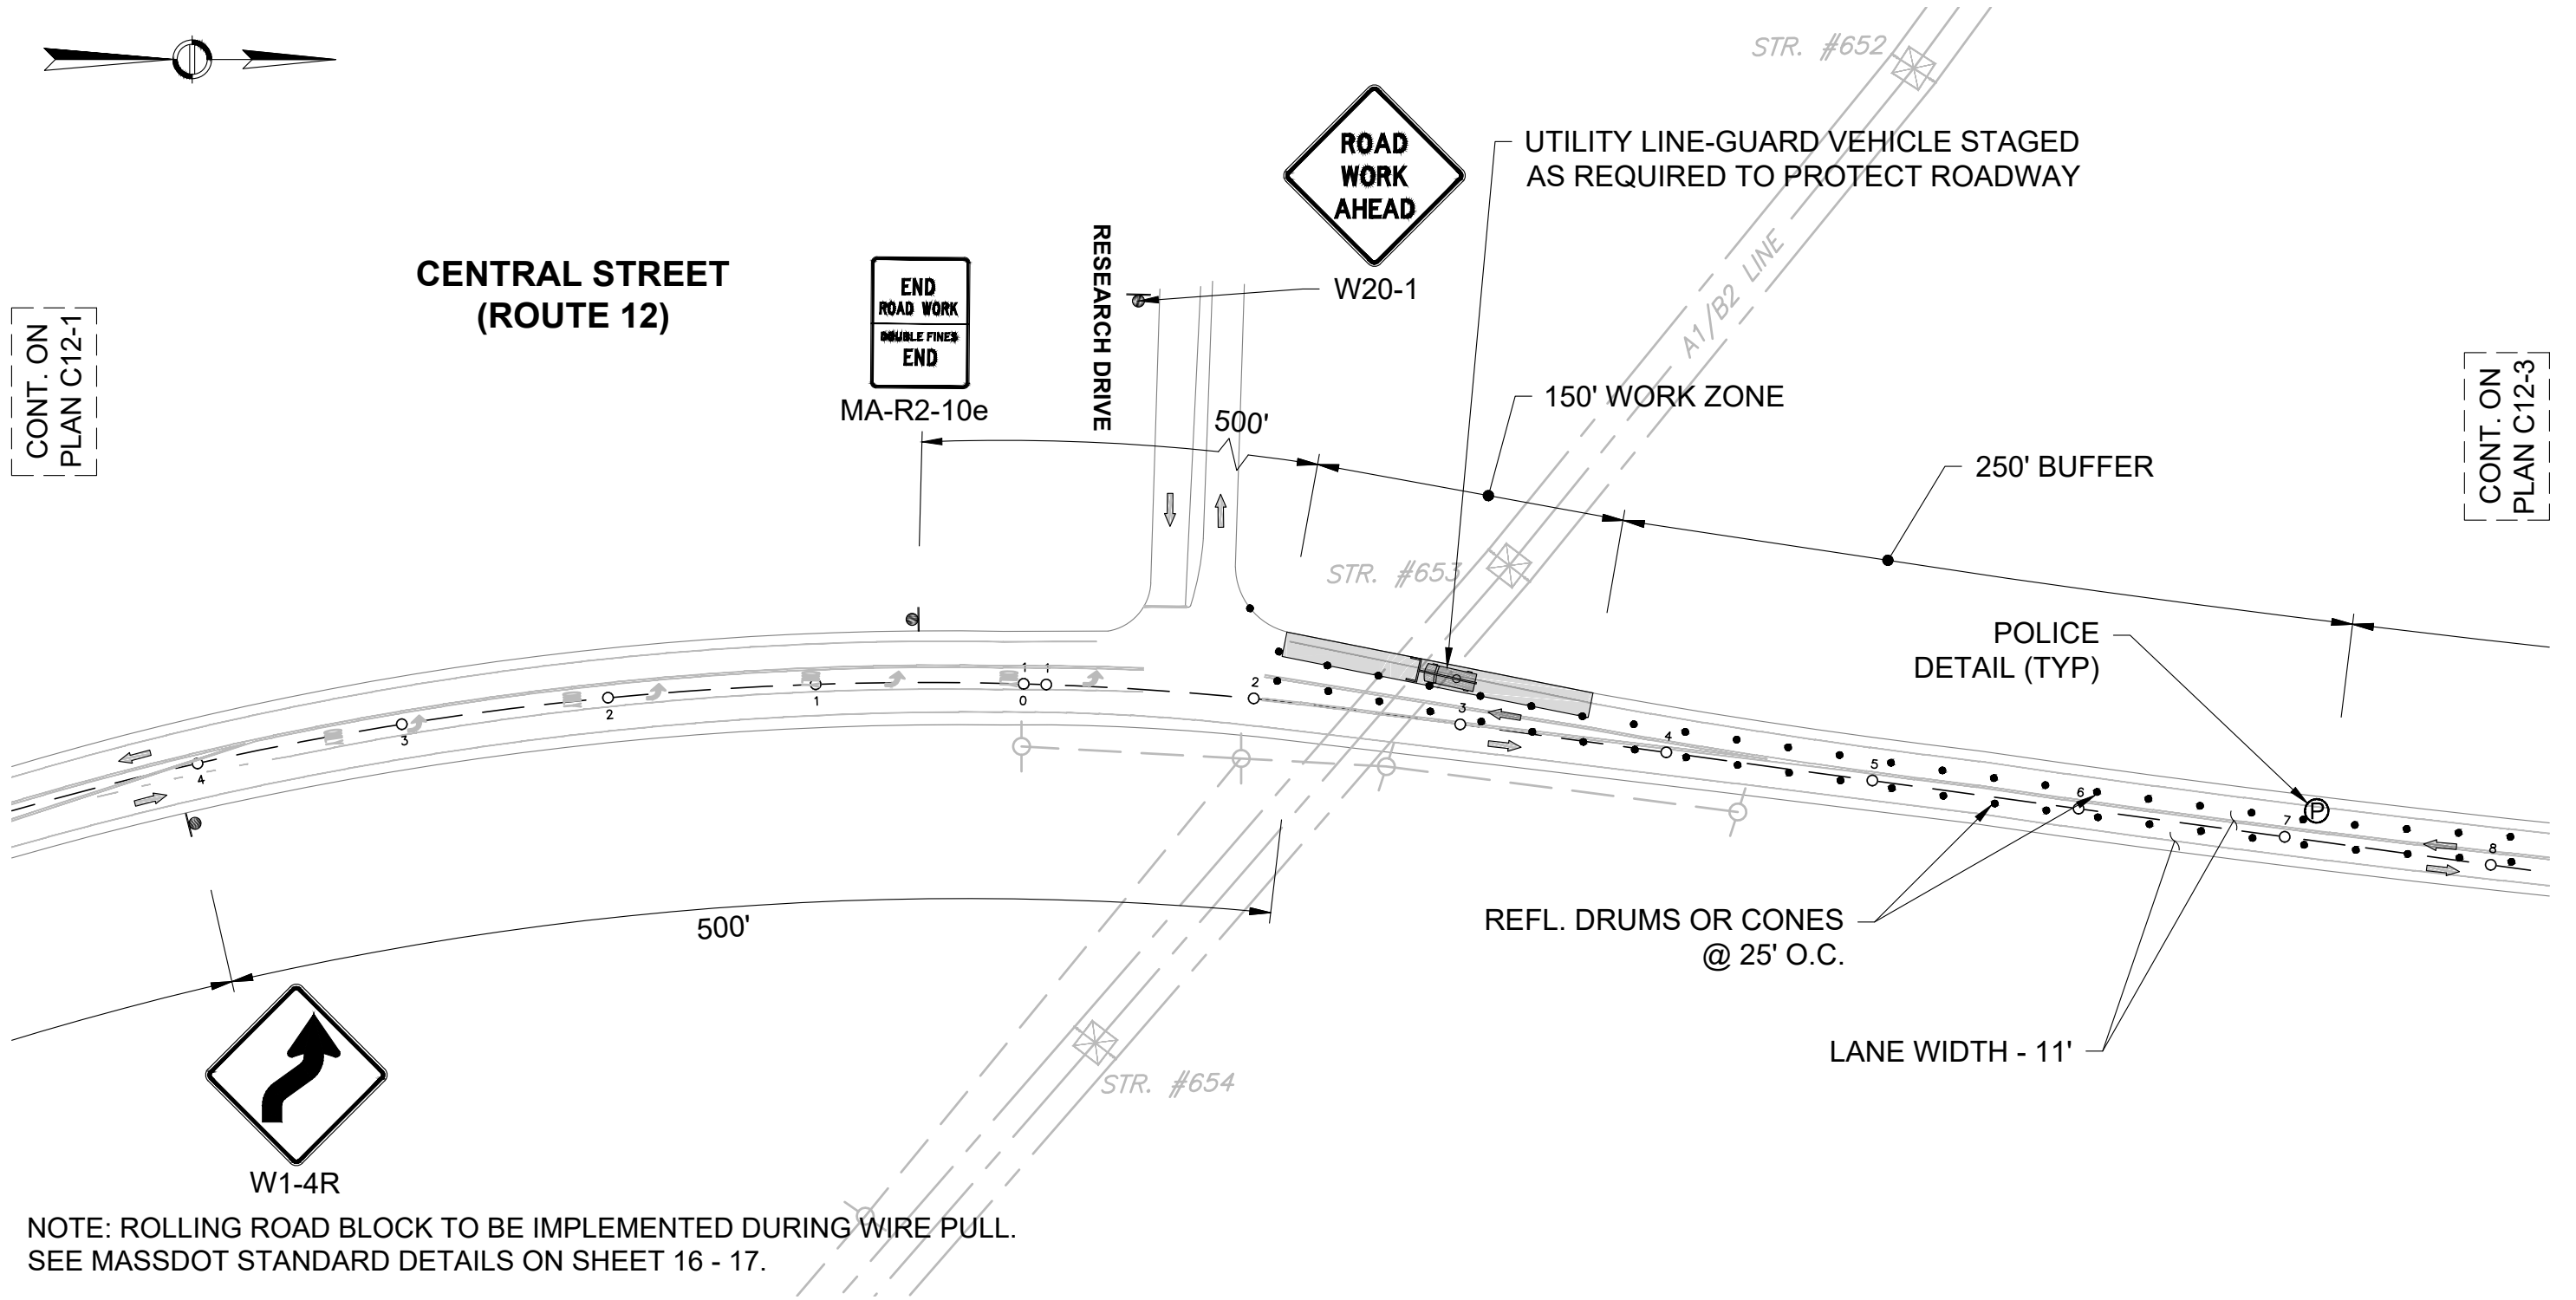 STR. #652
ROAD
WORK
AHEAD
W20-1
UTILITY LINE-GUARD VEHICLE STAGED
AS REQUIRED TO PROTECT ROADWAY
CENTRAL STREET
(ROUTE 12)
END
ROAD WORK
DOUBLE FINES
END
MA-R2-10e
RESEARCH DRIVE
A1/B2 LINE
CONT. ON
PLAN C12-1
CONT. ON
PLAN C12-3
500'
150' WORK ZONE
250' BUFFER
STR. #653
POLICE
DETAIL (TYP)
P
4
3
2
1
1
1
0
2
3
4
5
6
7
8
500'
REFL. DRUMS OR CONES
@ 25' O.C.
LANE WIDTH - 11'
STR. #654
W1-4R
NOTE: ROLLING ROAD BLOCK TO BE IMPLEMENTED DURING WIRE PULL.
SEE MASSDOT STANDARD DETAILS ON SHEET 16 - 17.